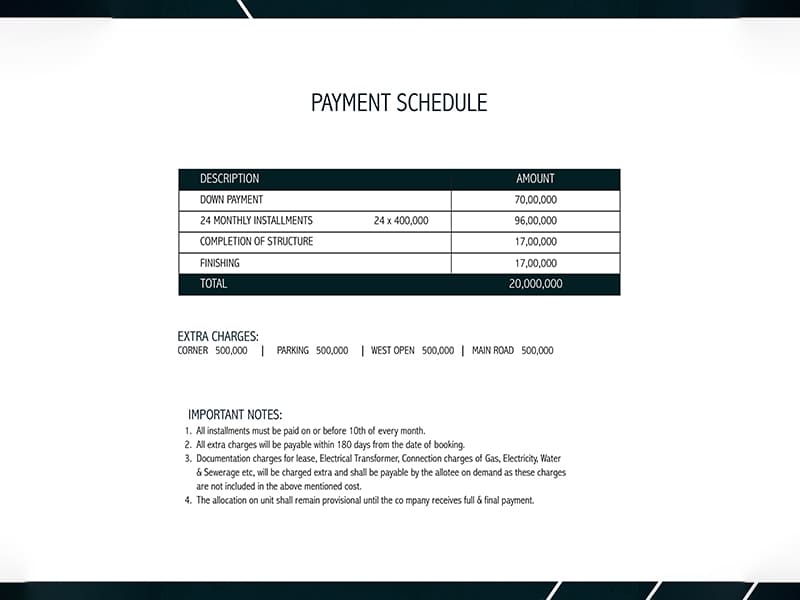 PAYMENT SCHEDULE
DESCRIPTION AMOUNT
DOWN PAYMENT 70,00,000
24 MONTHLY INSTALLMENTS 24 x 400,000 96,00,000
COMPLETION OF STRUCTURE 17,00,000
FINISHING 17,00,000
TOTAL 20,000,000
EXTRA CHARGES:
CORNER 500,000 | PARKING 500,000 | WEST OPEN 500,000 | MAIN ROAD 500,000
IMPORTANT NOTES:
1. All installments must be paid on or before 10th of every month.
2. All extra charges will be payable within 180 days from the date of booking.
3. Documentation charges for lease, Electrical Transformer, Connection charges of Gas, Electricity, Water
& Sewerage etc, will be charged extra and shall be payable by the allotee on demand as these charges
are not included in the above mentioned cost.
4. The allocation on unit shall remain provisional until the co mpany receives full & final payment.